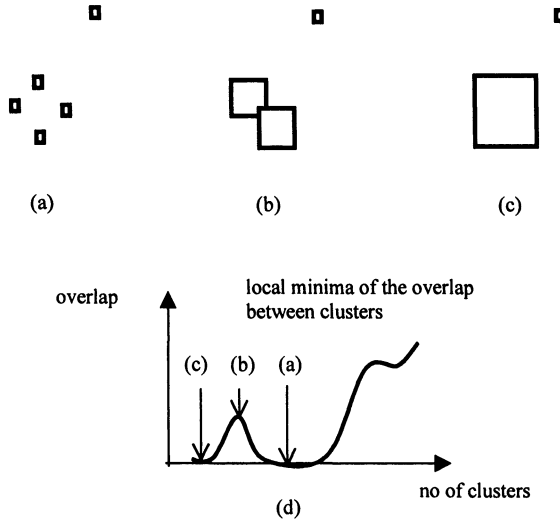 (a)
(b)
(c)
overlap
local minima of the overlap
between clusters
(c)
(b)
(a)
no of clusters
(d)